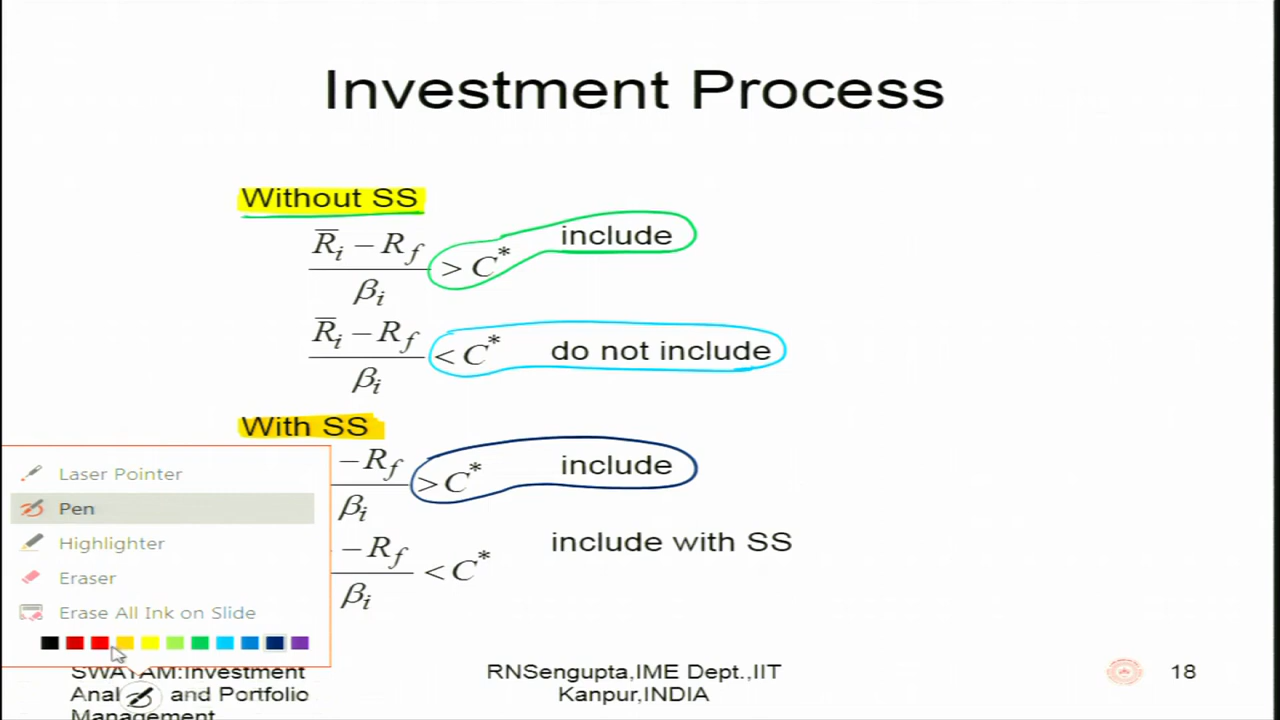 Investment Process
Without SS
R̅i − Rf / βi > C* include
R̅i − Rf / βi < C* do not include
With SS
− Rf / βi > C* include
− Rf / βi < C* include with SS
Laser Pointer
Pen
Highlighter
Eraser
Erase All Ink on Slide
SWAYAM:Investment
Anal and Portfolio
Management
RNSengupta,IME Dept.,IIT
Kanpur,INDIA
18